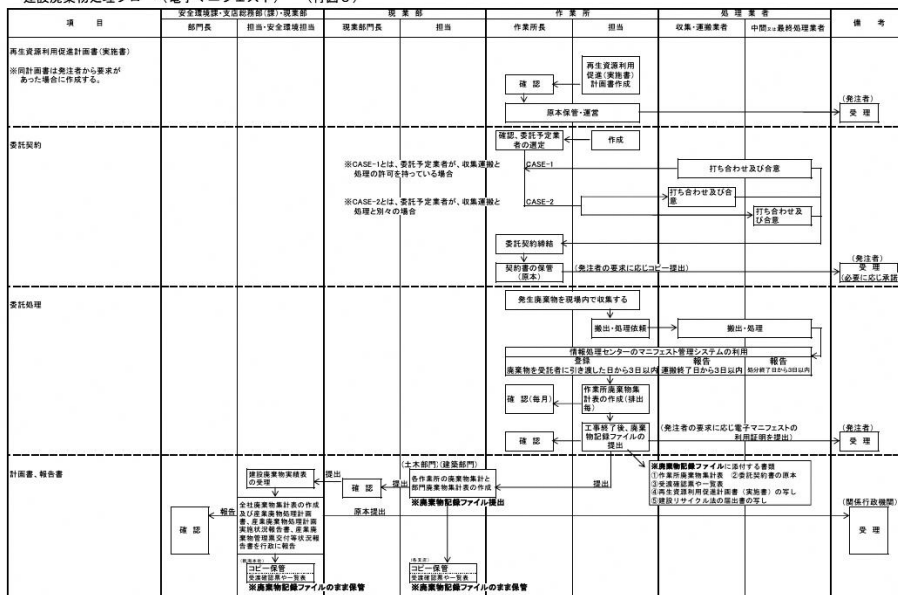 建設廃棄物処理フロー(電子マニフェスト)
項 目
安全環境課・支店総務部(課)・現業部
現 業 部
作 業 所
処 理 業 者
備 考
部門長
担当・安全環境担当
現業部門長
担当
作業所長
担当
収集・運搬業者
中間又は最終処理業者
再生資源利用促進計画書(実施書)
※同計画書は発注者から要求が
あった場合に作成する。
再生資源利用
促進(実施書)
計画書作成
確 認
原本保管・運営
(発注者)
受 理
委託契約
確認、委託予定業
者の選定
作成
※CASE-1とは、委託予定業者が、収集運搬と
処理の許可を持っている場合
CASE-1
打ち合わせ及び合意
※CASE-2とは、委託予定業者が、収集運搬
と処理と別々の場合
CASE-2
打ち合わせ及び合
意
打ち合わせ及
び合意
委託契約締結
契約書の保管
(原本)
(発注者の要求に応じコピー提出)
(発注者)
受 理
(必要に応じ承諾
委託処理
発生廃棄物を現場内で収集する
搬出・処理依頼
搬出・処理
情報処理センターのマニフェスト管理システムの利用
登録
廃棄物を受託者に引き渡した日から3日以内
報告
運搬終了日から3日以内
報告
処分終了日から3日以内
確 認(毎月)
作業所廃棄物集
計表の作成(排出
毎)
確 認
工事終了後、廃棄
物記録ファイルの
提出
(発注者の要求に応じ電子マニフェストの
利用証明を提出)
(発注者)
受 理
計画書、報告書
建設廃棄物実績表
の受理
提出
確 認
提出
(土木部門)(建築部門)
各作業所の廃棄物集計と
部門廃棄物集計表の作成
※廃棄物記録ファイル提出
提出
※廃棄物記録ファイルに添付する書類
①作業所廃棄物集計表 ②委託契約書の原本
③受渡確認票や一覧表
④再生資源利用促進計画書(実施書)の写し
⑤建設リサイクル法の提出書の写し
確 認
報告
全社廃棄物集計表の作成
及び産業廃物処理計画
書、産業廃棄物処理計画
実施状況報告書、産業廃
棄物管理票交付等状況報
告書を行政に報告
原本提出
(関係行政機関)
受 理
コピー保管
受渡確認票や一覧表
※廃棄物記録ファイルのまま保管
コピー保管
受渡確認票や一覧表
※廃棄物記録ファイルのまま保管